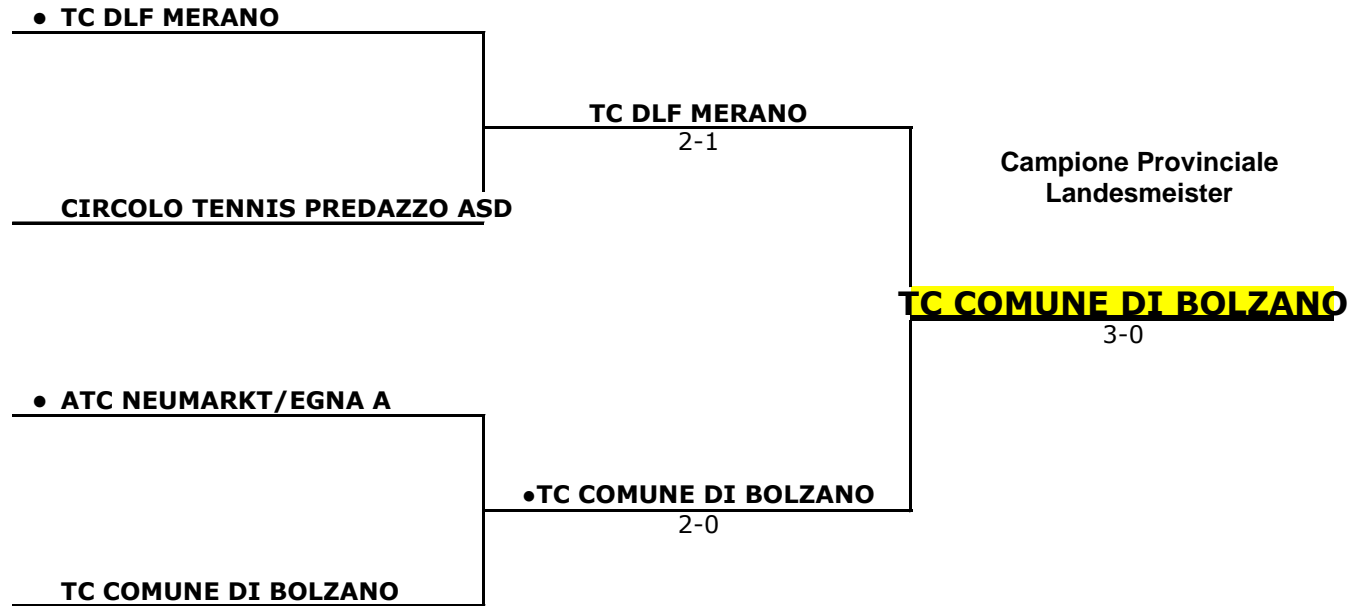 ● TC DLF MERANO
TC DLF MERANO
2-1
Campione Provinciale
Landesmeister
CIRCOLO TENNIS PREDAZZO ASD
TC COMUNE DI BOLZANO
3-0
● ATC NEUMARKT/EGNA A
●TC COMUNE DI BOLZANO
2-0
TC COMUNE DI BOLZANO